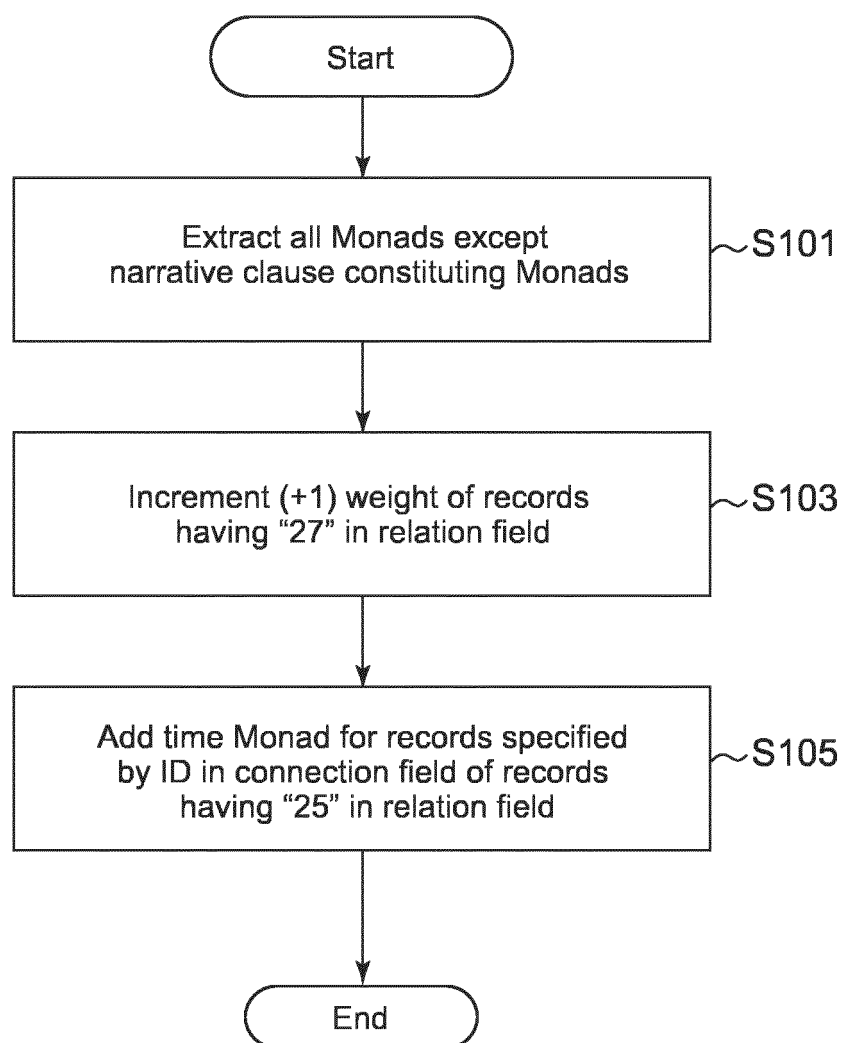 Start
Extract all Monads except
narrative clause constituting Monads
S101
Increment (+1) weight of records
having “27” in relation field
S103
Add time Monad for records specified
by ID in connection field of records
having “25” in relation field
S105
End